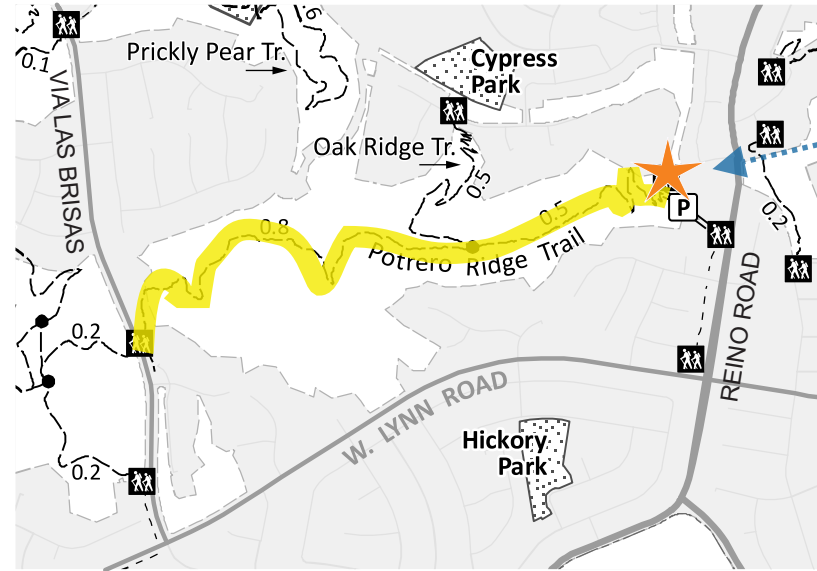 .6
Prickly Pear Tr.
0.1
Cypress
Park
VIA LAS BRISAS
Oak Ridge Tr.
0.5
P
0.2
0.8
0.5
Potrero Ridge Trail
REINO ROAD
0.2
W. LYNN ROAD
Hickory
Park
0.2